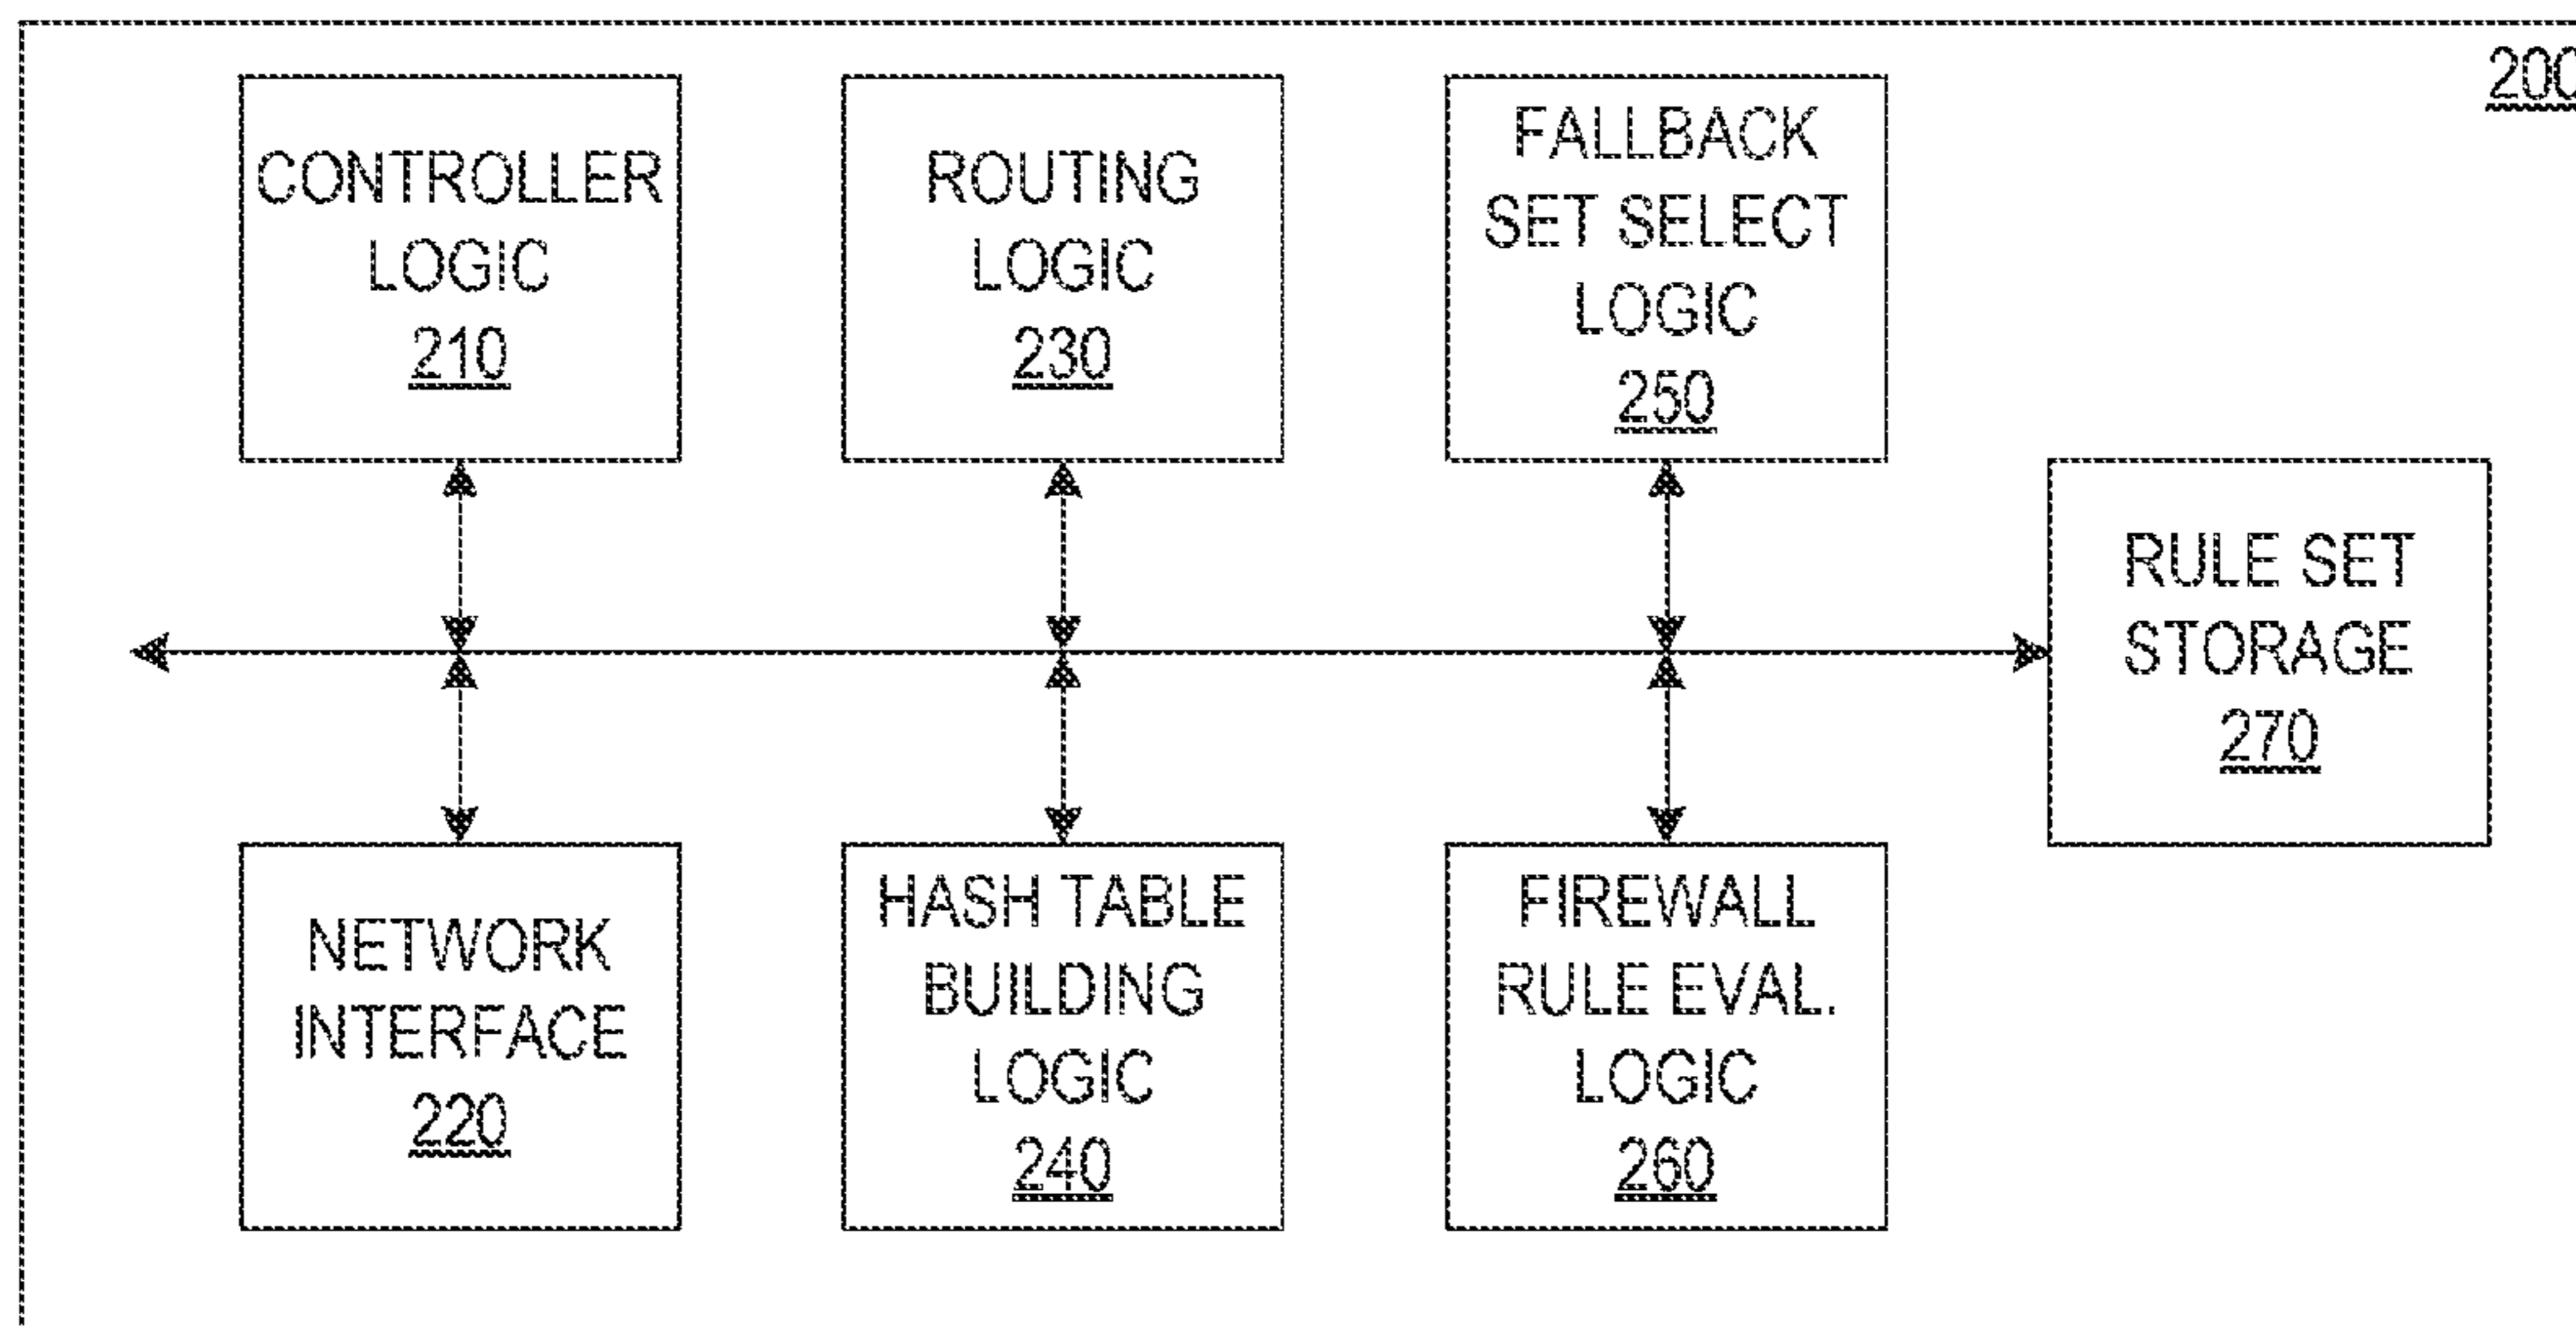 200
CONTROLLER
LOGIC
210
ROUTING
LOGIC
230
FALLBACK
SET SELECT
LOGIC
250
RULE SET
STORAGE
270
NETWORK
INTERFACE
220
HASH TABLE
BUILDING
LOGIC
240
FIREWALL
RULE EVAL.
LOGIC
260